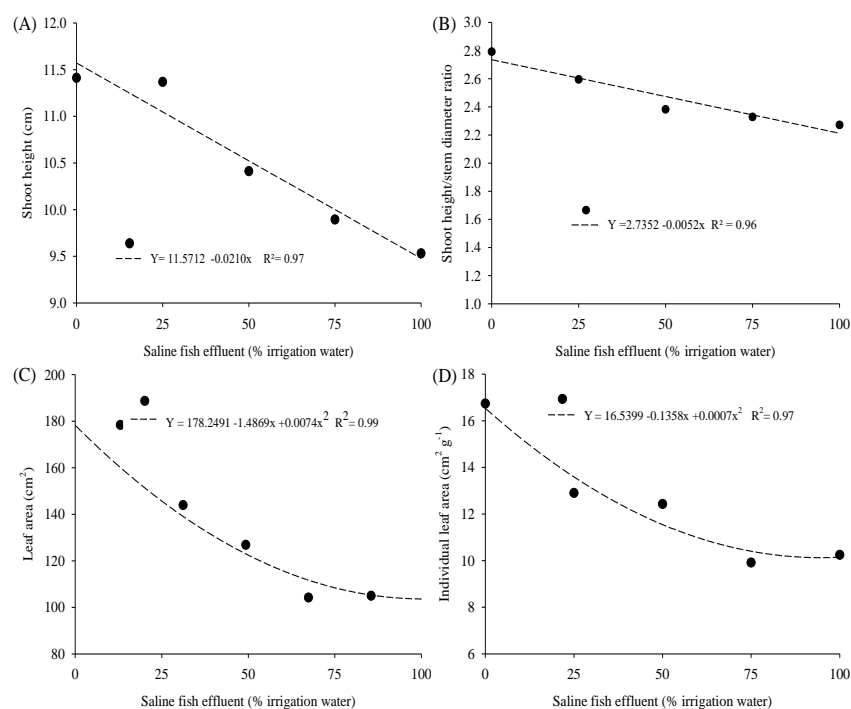 (A)
12.0
11.5
11.0
10.5
10.0
9.5
9.0
Shoot height (cm)
Y= 11.5712 -0.0210x R²= 0.97
0 25 50 75 100
Saline fish effluent (% irrigation water)
(B)
3.0
2.8
2.6
2.4
2.2
2.0
1.8
1.6
1.4
1.2
1.0
Shoot height/stem diameter ratio
Y =2.7352 -0.0052x R² = 0.96
0 25 50 75 100
Saline fish effluent (% irrigation water)
(C)
200
180
160
140
120
100
80
Leaf area (cm²)
Y = 178.2491 -1.4869x +0.0074x² R²= 0.99
0 25 50 75 100
Saline fish effluent (% irrigation water)
(D)
18
16
14
12
10
8
6
Individual leaf area (cm² g⁻¹)
Y = 16.5399 -0.1358x +0.0007x² R²= 0.97
0 25 50 75 100
Saline fish effluent (% irrigation water)